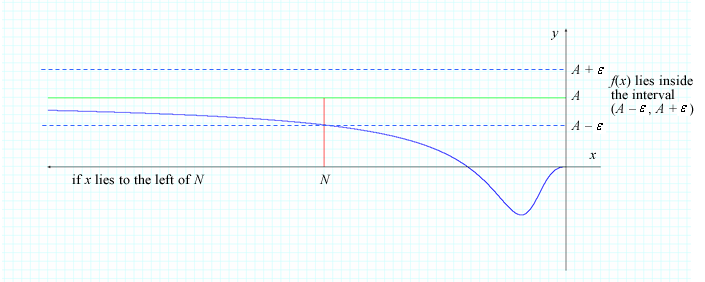 y
A + ε
f(x) lies inside
A
the interval
(A − ε, A + ε)
A − ε
x
if x lies to the left of N
N